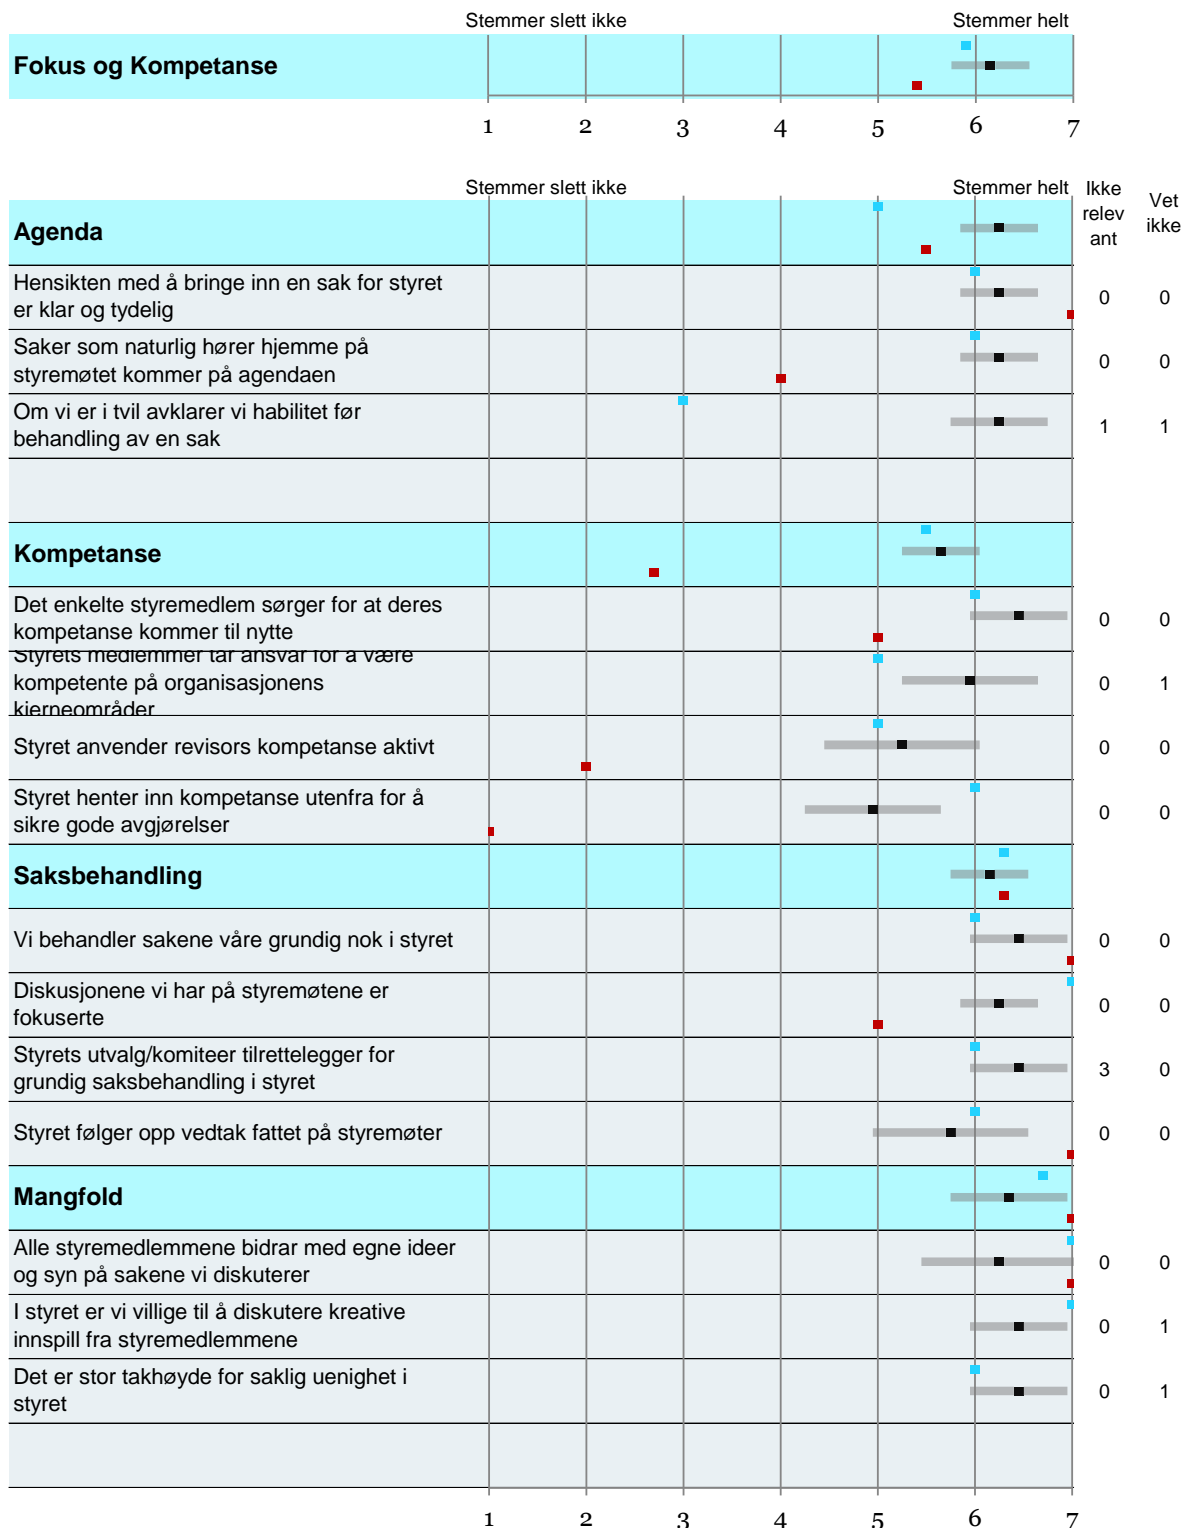 Stemmer slett ikke Stemmer helt
Fokus og Kompetanse
1 2 3 4 5 6 7
Stemmer slett ikke Stemmer helt Ikke relev ant Vet ikke
Agenda
Hensikten med å bringe inn en sak for styret
er klar og tydelig 0 0
Saker som naturlig hører hjemme på
styremøtet kommer på agendaen 0 0
Om vi er i tvil avklarer vi habilitet før
behandling av en sak 1 1
Kompetanse
Det enkelte styremedlem sørger for at deres
kompetanse kommer til nytte 0 0
Styrets medlemmer tar ansvar for å være
kompetente på organisasjonens 0 1
kjerneområder
Styret anvender revisors kompetanse aktivt 0 0
Styret henter inn kompetanse utenfra for å
sikre gode avgjørelser 0 0
Saksbehandling
Vi behandler sakene våre grundig nok i styret 0 0
Diskusjonene vi har på styremøtene er
fokuserte 0 0
Styrets utvalg/komiteer tilrettelegger for
grundig saksbehandling i styret 3 0
Styret følger opp vedtak fattet på styremøter 0 0
Mangfold
Alle styremedlemmene bidrar med egne ideer
og syn på sakene vi diskuterer 0 0
I styret er vi villige til å diskutere kreative
innspill fra styremedlemmene 0 1
Det er stor takhøyde for saklig uenighet i
styret 0 1
1 2 3 4 5 6 7